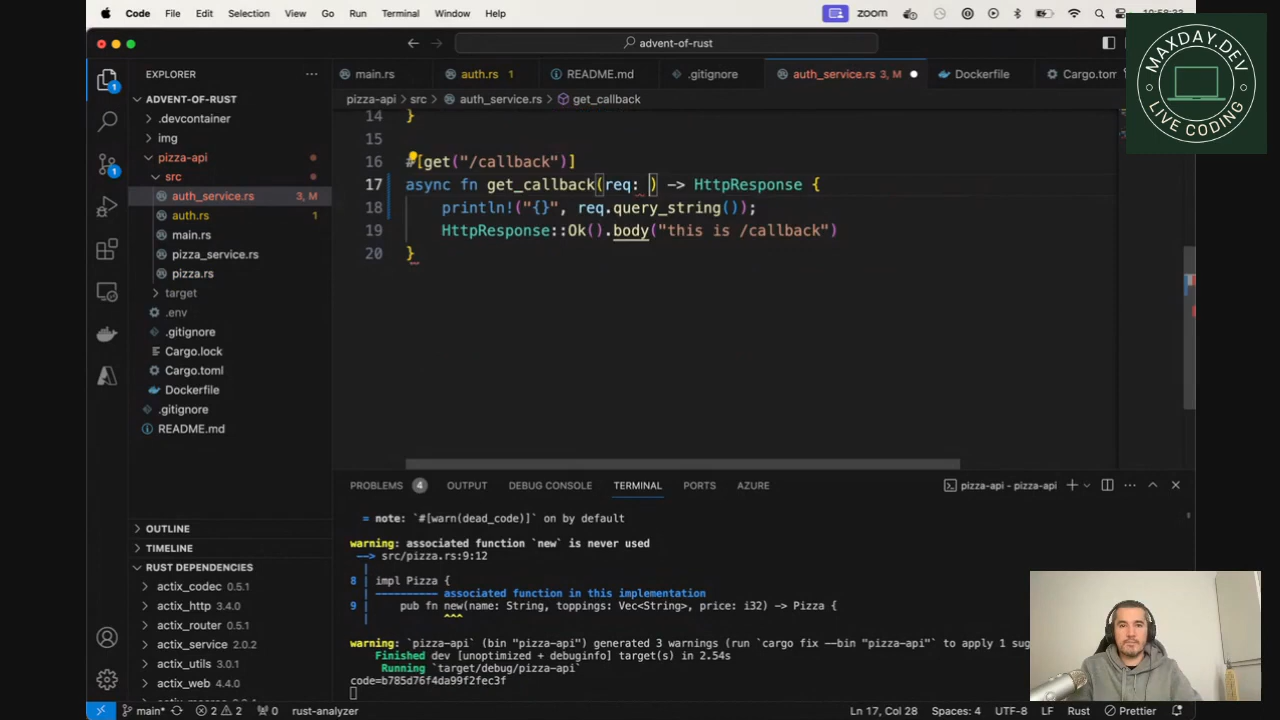 Code File Edit Selection View Go Run Terminal Window Help zoom
advent-of-rust
MAXDAY.DEV
LIVE CODING
EXPLORER
main.rs auth.rs 1 README.md .gitignore auth_service.rs 3, M Dockerfile
pizza-api > src > auth_service.rs > get_callback
ADVENT-OF-RUST
.devcontainer
img
pizza-api
src
auth_service.rs 3, M
auth.rs 1
main.rs
pizza_service.rs
pizza.rs
target
.env
.gitignore
Cargo.lock
Cargo.toml
Dockerfile
.gitignore
README.md
14 }
15
16 #[get("/callback")]
17 async fn get_callback(req: ) -> HttpResponse {
18 println!("{}", req.query_string());
19 HttpResponse::Ok().body("this is /callback")
20 }
OUTLINE
TIMELINE
RUST DEPENDENCIES
actix_codec 0.5.1
actix_http 3.4.0
actix_router 0.5.1
actix_service 2.0.2
actix_utils 3.0.1
actix_web 4.4.0
PROBLEMS 4 OUTPUT DEBUG CONSOLE TERMINAL PORTS AZURE pizza-api - pizza-api
= note: `#[warn(dead_code)]` on by default
warning: associated function `new` is never used
--> src/pizza.rs:9:12
|
8 | impl Pizza {
| ---------- associated function in this implementation
9 | pub fn new(name: String, toppings: Vec<String>, price: i32) -> Pizza {
| ^^^
warning: `pizza-api` (bin "pizza-api") generated 3 warnings (run `cargo fix --bin "pizza-api"` to apply 1
Finished dev [unoptimized + debuginfo] target(s) in 2.54s
Running `target/debug/pizza-api`
code=b785d76f4da99f2fec3f
main* 2 2 0 rust-analyzer Ln 17, Col 28 Spaces: 4 UTF-8 LF Rust Prettier